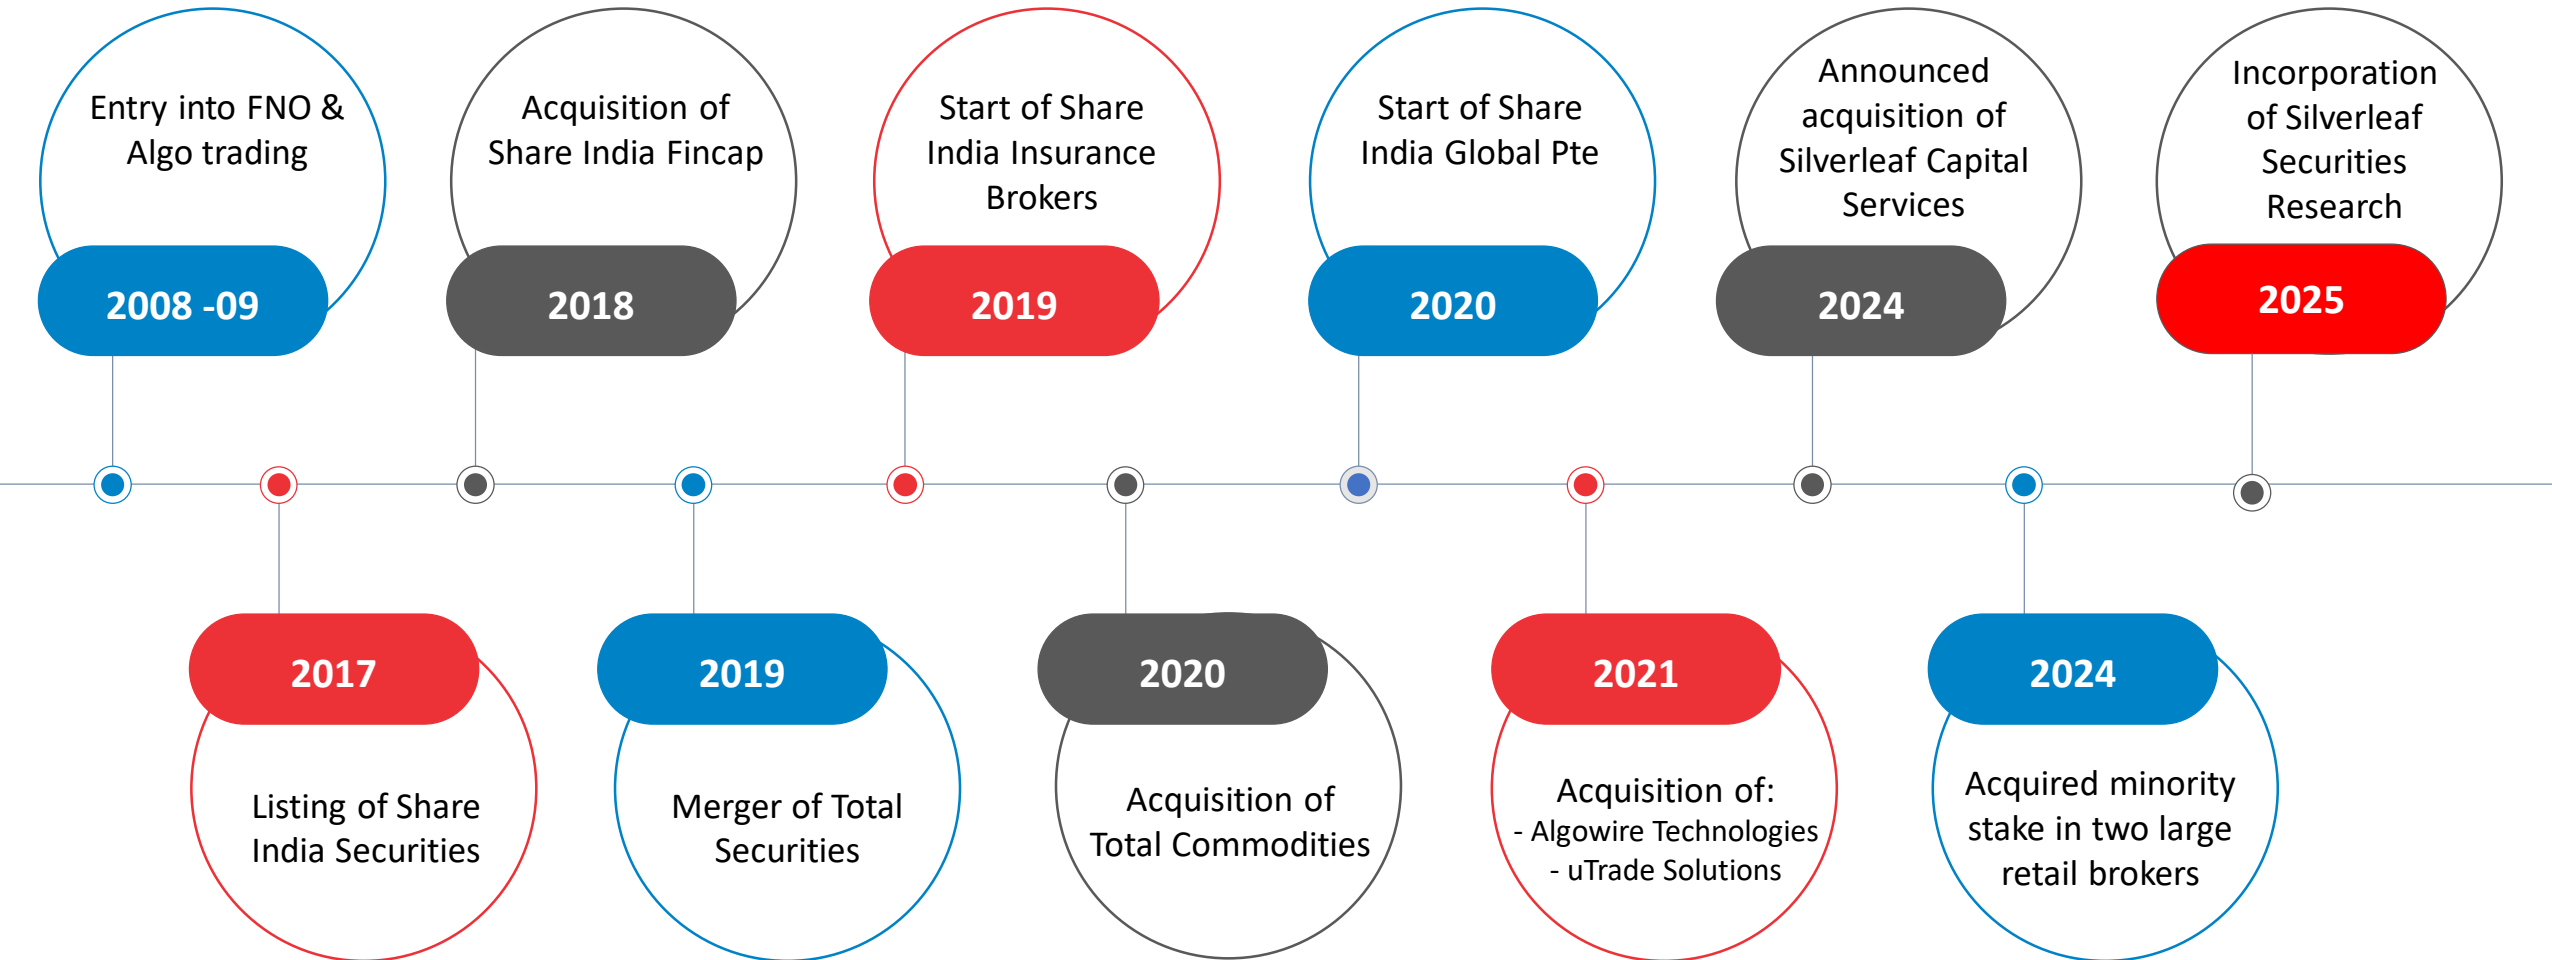 Entry into FNO &
Algo trading
2008 -09
Acquisition of
Share India Fincap
2018
Start of Share
India Insurance
Brokers
2019
Start of Share
India Global Pte
2020
Announced
acquisition of
Silverleaf Capital
Services
2024
Incorporation
of Silverleaf
Securities
Research
2025
2017
Listing of Share
India Securities
2019
Merger of Total
Securities
2020
Acquisition of
Total Commodities
2021
Acquisition of:
- Algowire Technologies
- uTrade Solutions
2024
Acquired minority
stake in two large
retail brokers